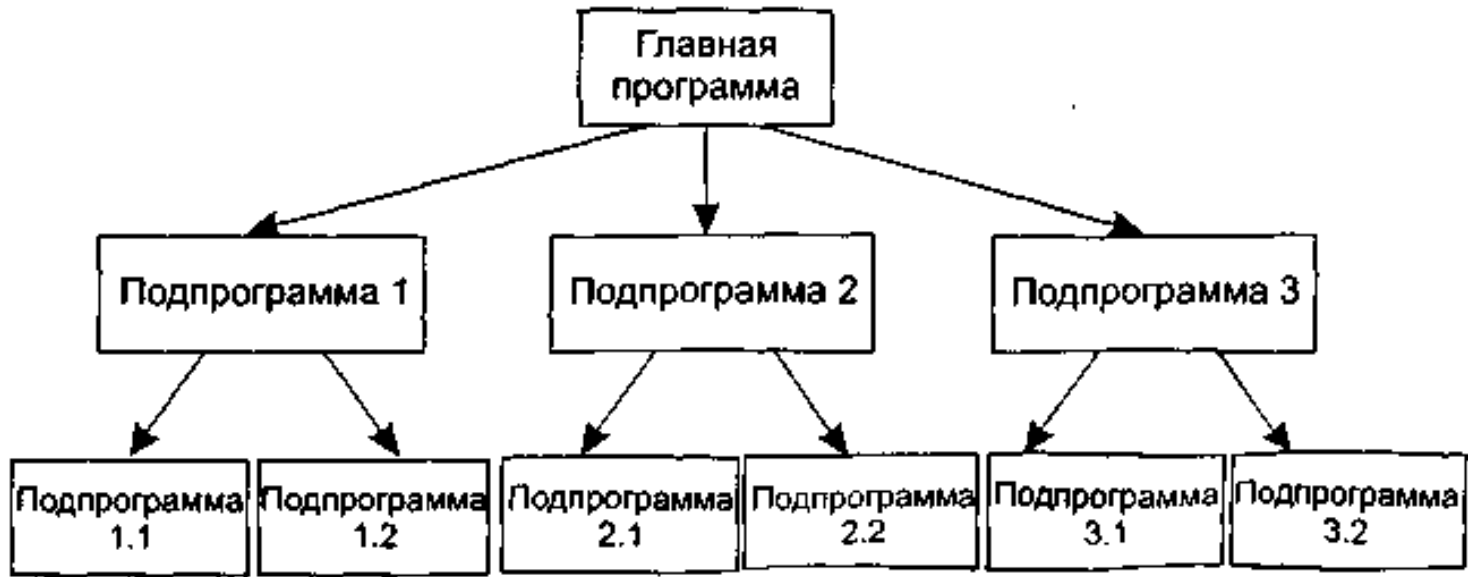 Главная
программа
Подпрограмма 1
Подпрограмма 2
Подпрограмма 3
Подпрограмма
1.1
Подпрограмма
1.2
Подпрограмма
2.1
Подпрограмма
2.2
Подпрограмма
3.1
Подпрограмма
3.2